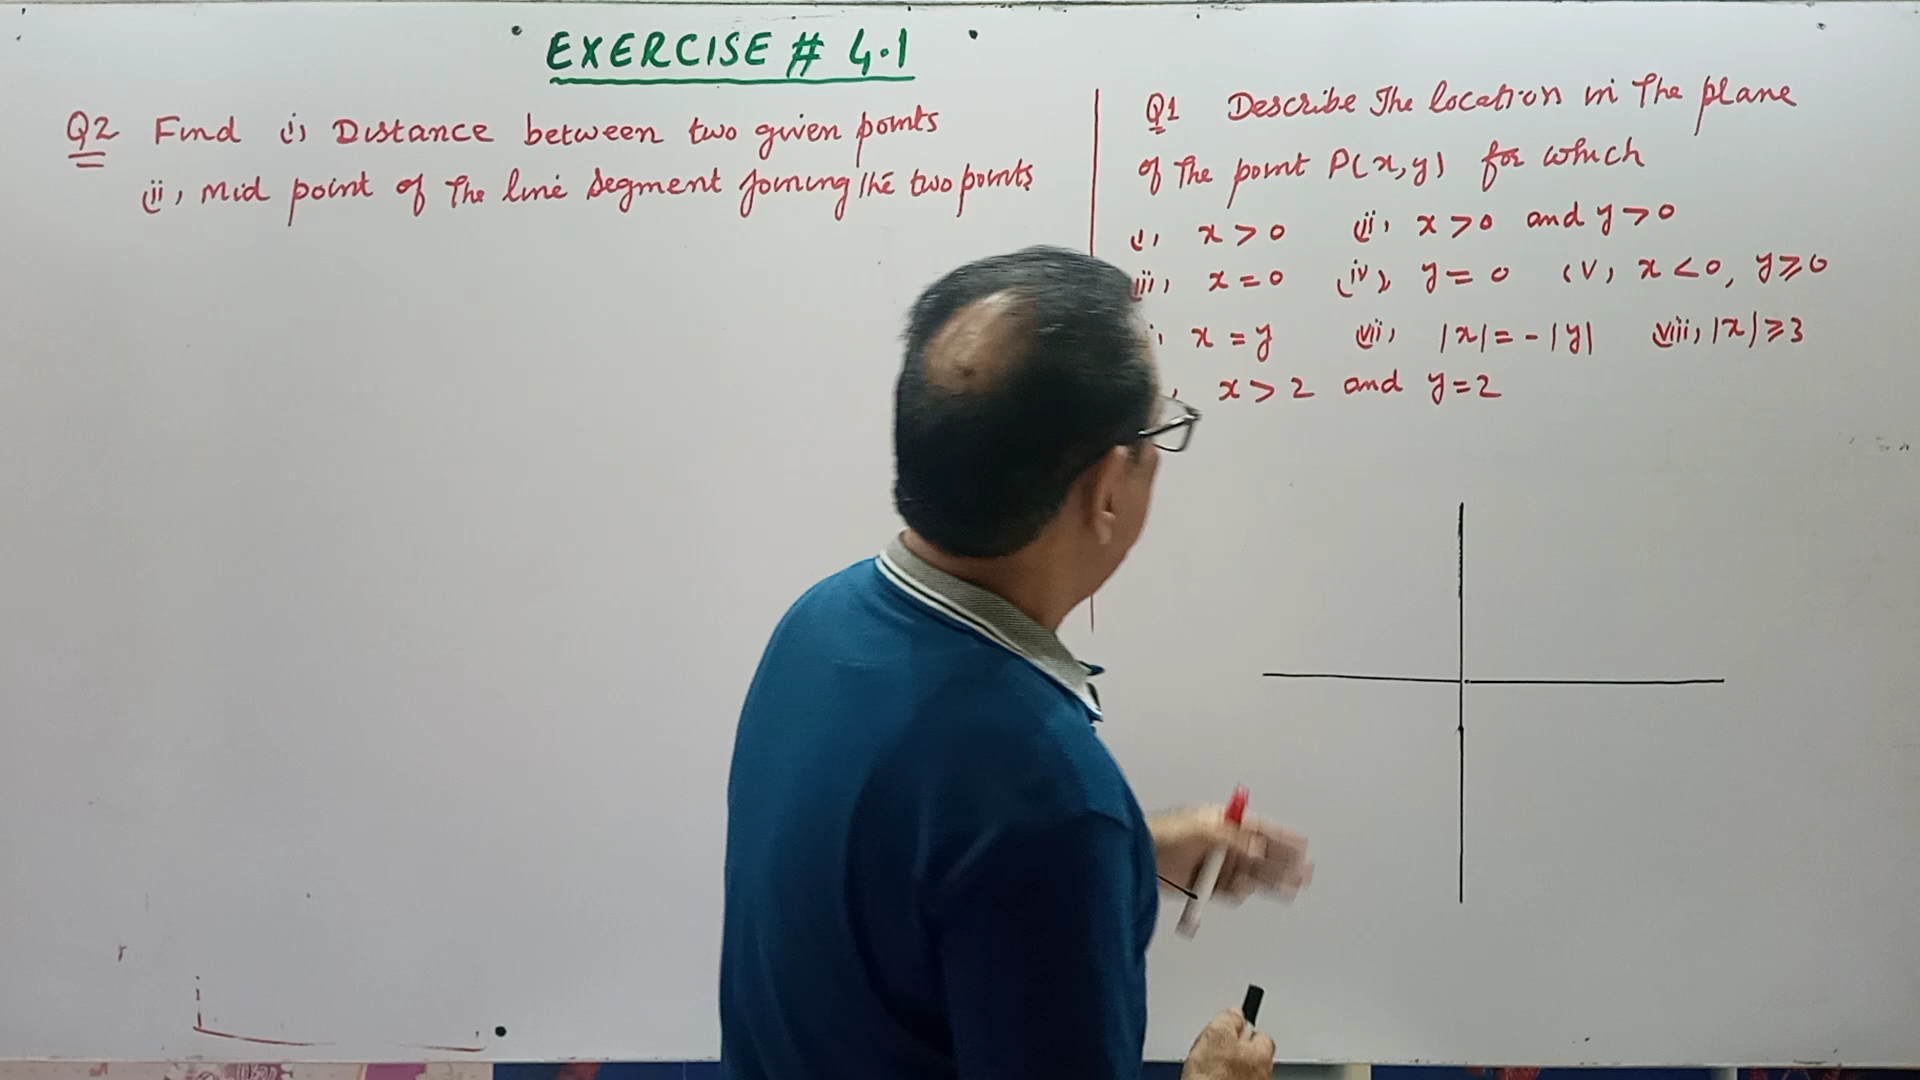 EXERCISE # 4.1
Q2 Find (i) Distance between two given points
(ii) mid point of The line segment Joining the two points
Q1 Describe The location in The plane
of The point P(x,y) for which
(i) x > 0 (ii) x > 0 and y > 0
(iii) x = 0 (iv) y = 0 (v) x < 0, y ⩾ 0
x = y (vii) |x| = - |y| (viii) |x| ⩾ 3
x > 2 and y = 2